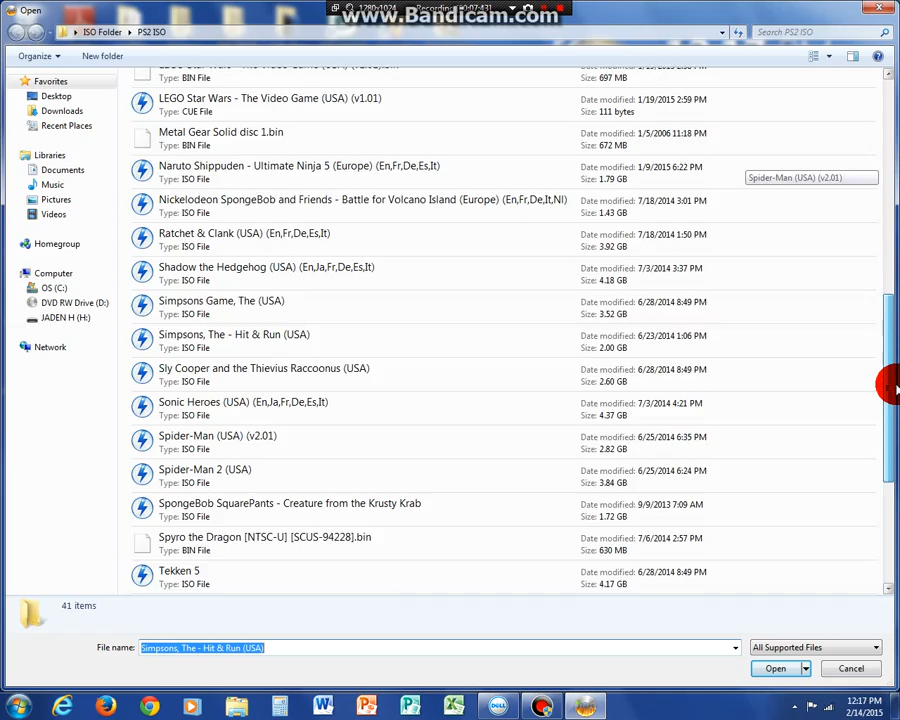 Open
1280x1024
Recording [00:07:43]
www.Bandicam.com
ISO Folder
PS2 ISO
Search PS2 ISO
Organize
New folder
Favorites
Desktop
Downloads
Recent Places
Libraries
Documents
Music
Pictures
Videos
Homegroup
Computer
OS (C:)
DVD RW Drive (D:)
JADEN H (H:)
Network
Type: BIN File
697 MB
LEGO Star Wars - The Video Game (USA) (v1.01)
Type: CUE File
Date modified: 1/19/2015 2:59 PM
Size: 111 bytes
Metal Gear Solid disc 1.bin
Type: BIN File
Date modified: 1/5/2006 11:18 PM
Size: 672 MB
Naruto Shippuden - Ultimate Ninja 5 (Europe) (En,Fr,De,Es,It)
Type: ISO File
Date modified: 1/9/2015 6:22 PM
Size: 1.79 GB
Spider-Man (USA) (v2.01)
Nickelodeon SpongeBob and Friends - Battle for Volcano Island (Europe) (En,Fr,De,Es,It,Nl)
Type: ISO File
Date modified: 7/18/2014 3:01 PM
Size: 1.43 GB
Ratchet & Clank (USA) (En,Fr,De,Es,It)
Type: ISO File
Date modified: 7/18/2014 1:50 PM
Size: 3.92 GB
Shadow the Hedgehog (USA) (En,Ja,Fr,De,Es,It)
Type: ISO File
Date modified: 7/3/2014 3:37 PM
Size: 4.18 GB
Simpsons Game, The (USA)
Type: ISO File
Date modified: 6/28/2014 8:49 PM
Size: 3.52 GB
Simpsons, The - Hit & Run (USA)
Type: ISO File
Date modified: 6/23/2014 1:06 PM
Size: 2.00 GB
Sly Cooper and the Thievius Raccoonus (USA)
Type: ISO File
Date modified: 6/28/2014 8:49 PM
Size: 2.60 GB
Sonic Heroes (USA) (En,Ja,Fr,De,Es,It)
Type: ISO File
Date modified: 7/3/2014 4:21 PM
Size: 4.37 GB
Spider-Man (USA) (v2.01)
Type: ISO File
Date modified: 6/25/2014 6:35 PM
Size: 2.82 GB
Spider-Man 2 (USA)
Type: ISO File
Date modified: 6/25/2014 6:24 PM
Size: 3.84 GB
SpongeBob SquarePants - Creature from the Krusty Krab
Type: ISO File
Date modified: 9/9/2013 7:09 AM
Size: 1.72 GB
Spyro the Dragon [NTSC-U] [SCUS-94228].bin
Type: BIN File
Date modified: 7/6/2014 2:57 PM
Size: 630 MB
Tekken 5
Type: ISO File
Date modified: 6/28/2014 8:49 PM
Size: 4.17 GB
41 items
File name:
Simpsons, The - Hit & Run (USA)
All Supported Files
Open
Cancel
12:17 PM
2/14/2015